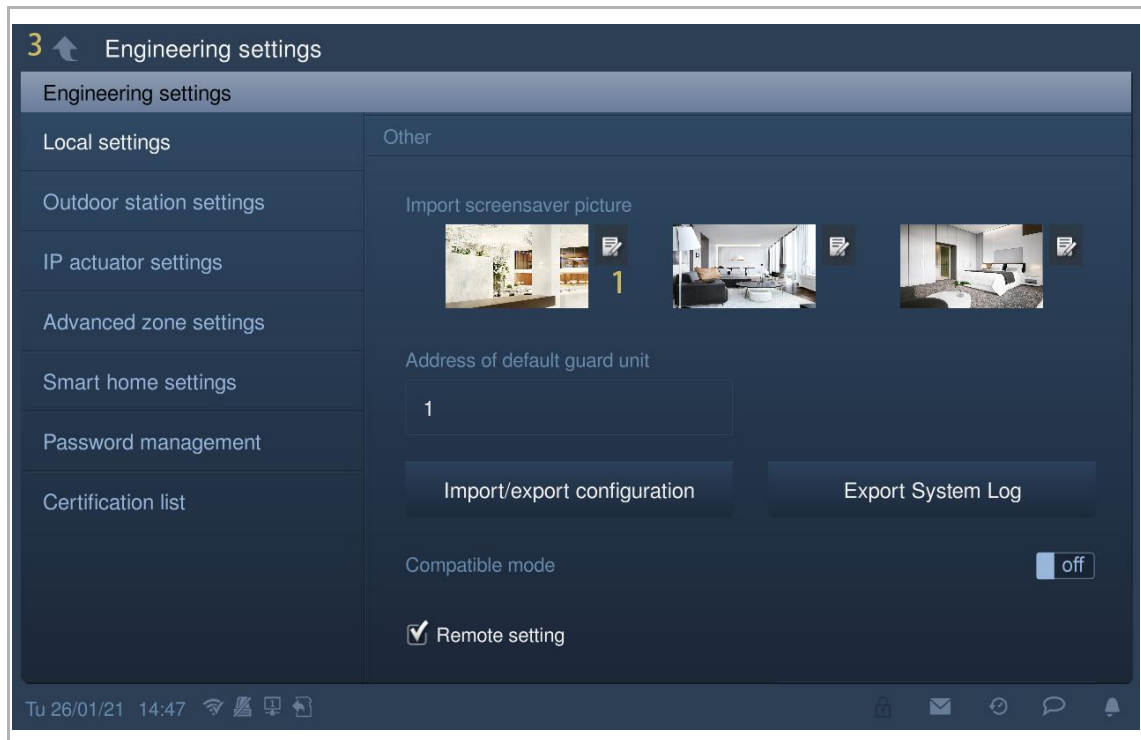 3 Engineering settings
Engineering settings
Local settings
Outdoor station settings
IP actuator settings
Advanced zone settings
Smart home settings
Password management
Certification list
Other
Import screensaver picture
1
Address of default guard unit
1
Import/export configuration Export System Log
Compatible mode off
Remote setting
Tu 26/01/21 14:47 1